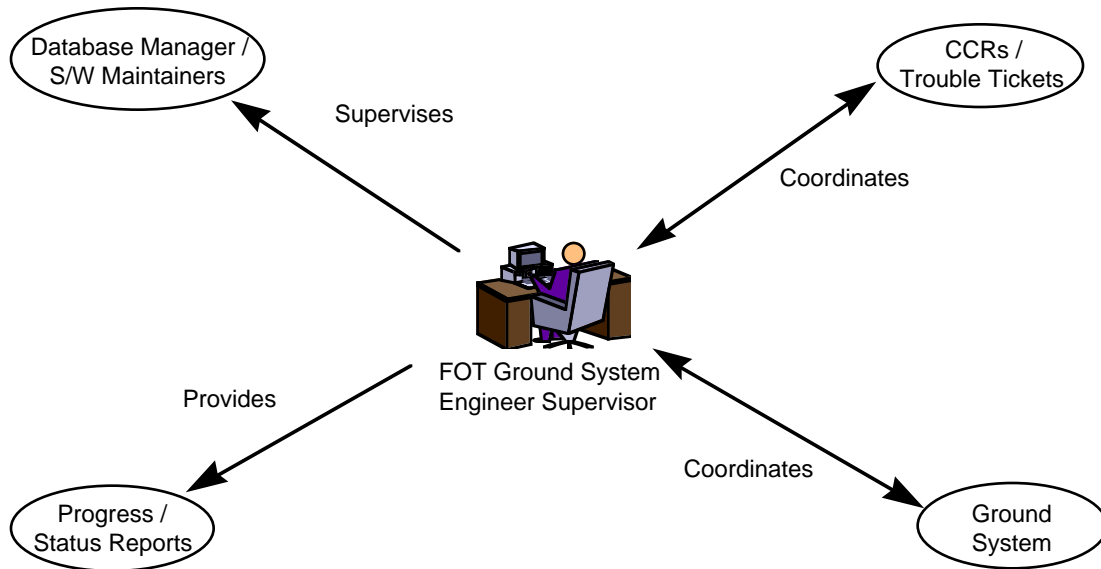 Database Manager /
S/W Maintainers
CCRs /
Trouble Tickets
Supervises
Coordinates
FOT Ground System
Engineer Supervisor
Provides
Coordinates
Progress /
Status Reports
Ground
System